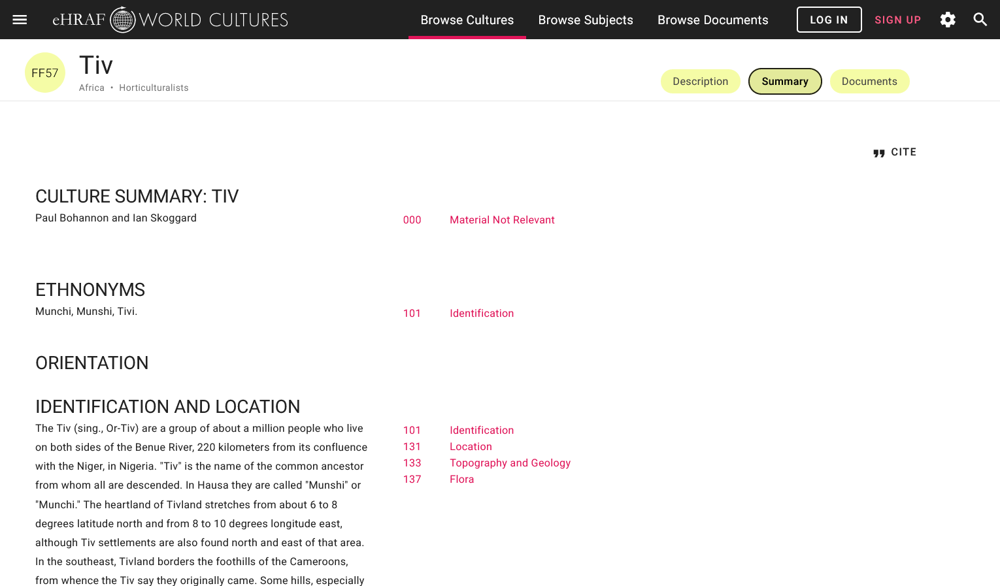 eHRAF WORLD CULTURES
Browse Cultures
Browse Subjects
Browse Documents
LOG IN
SIGN UP
FF57
Tiv
Africa • Horticulturalists
Description
Summary
Documents
CITE
CULTURE SUMMARY: TIV
Paul Bohannon and Ian Skoggard
000 Material Not Relevant
ETHNONYMS
Munchi, Munshi, Tivi.
101 Identification
ORIENTATION
IDENTIFICATION AND LOCATION
The Tiv (sing., Or-Tiv) are a group of about a million people who live
on both sides of the Benue River, 220 kilometers from its confluence
with the Niger, in Nigeria. "Tiv" is the name of the common ancestor
from whom all are descended. In Hausa they are called "Munshi" or
"Munchi." The heartland of Tivland stretches from about 6 to 8
degrees latitude north and from 8 to 10 degrees longitude east,
although Tiv settlements are also found north and east of that area.
In the southeast, Tivland borders the foothills of the Cameroons,
from whence the Tiv say they originally came. Some hills, especially
101 Identification
131 Location
133 Topography and Geology
137 Flora